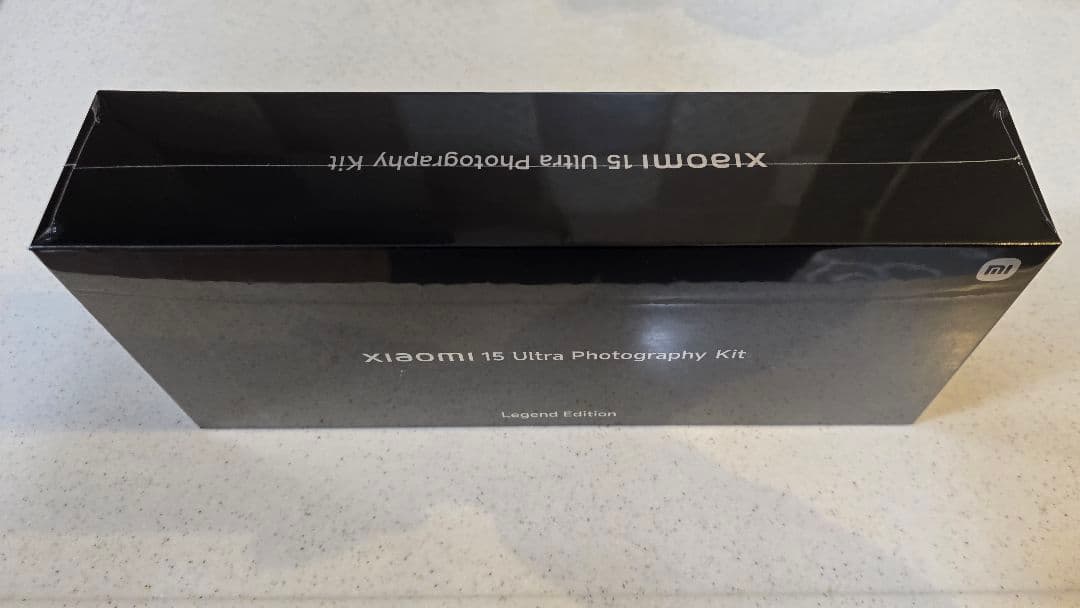 xiaomi 15 Ultra Photography Kit
mi
xiaomi 15 Ultra Photography Kit
Legend Edition